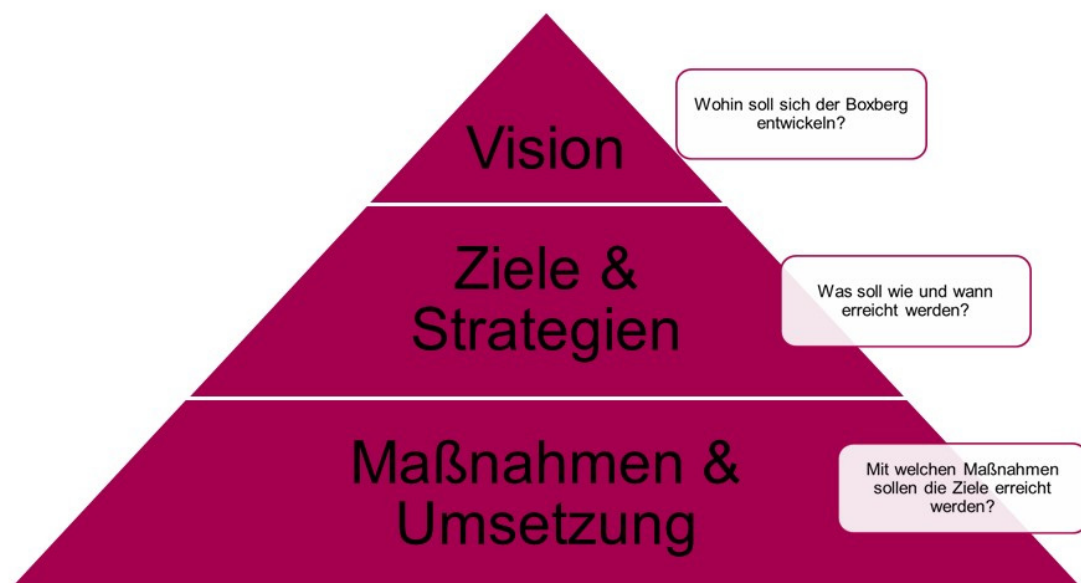 Wohin soll sich der Boxberg
entwickeln?
Vision
Ziele &
Strategien
Was soll wie und wann
erreicht werden?
Maßnahmen &
Umsetzung
Mit welchen Maßnahmen
sollen die Ziele erreicht
werden?